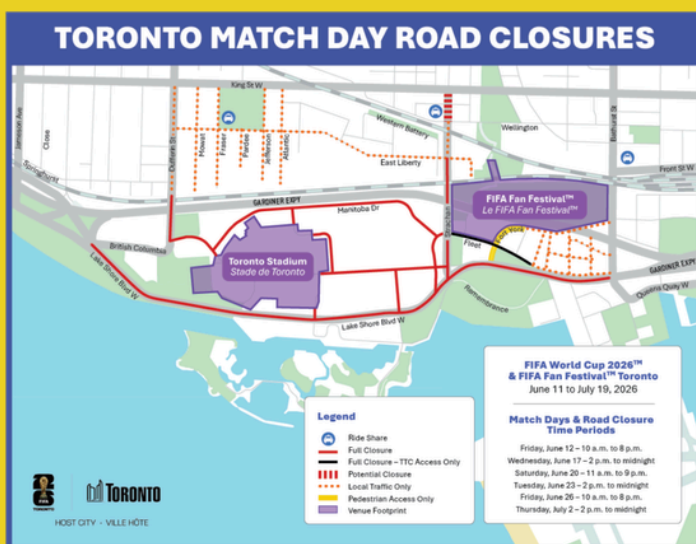 TORONTO MATCH DAY ROAD CLOSURES
King St W
Jameson Ave
Close
Springhurst
Dufferin St
Mowat
Fraser
Pardee
Jefferson
Atlantic
Western Battery
Wellington
Bathurst St
East Liberty
Front St W
GARDINER EXPY
Manitoba Dr
Strachan
FIFA Fan Festival™
Le FIFA Fan Festival™
Fort York
Fleet
British Columbia
Toronto Stadium
Stade de Toronto
Lake Shore Blvd W
GARDINER EXPY
Queens Quay W
Remembrance
Lake Shore Blvd W
Legend
Ride Share
Full Closure
Full Closure – TTC Access Only
Potential Closure
Local Traffic Only
Pedestrian Access Only
Venue Footprint
FIFA World Cup 2026™
& FIFA Fan Festival™ Toronto
June 11 to July 19, 2026
Match Days & Road Closure
Time Periods
Friday, June 12 – 10 a.m. to 8 p.m.
Wednesday, June 17 – 2 p.m. to midnight
Saturday, June 20 – 11 a.m. to 9 p.m.
Tuesday, June 23 – 2 p.m. to midnight
Friday, June 26 – 10 a.m. to 8 p.m.
Thursday, July 2 – 2 p.m. to midnight
TORONTO
TORONTO
HOST CITY - VILLE HÔTE